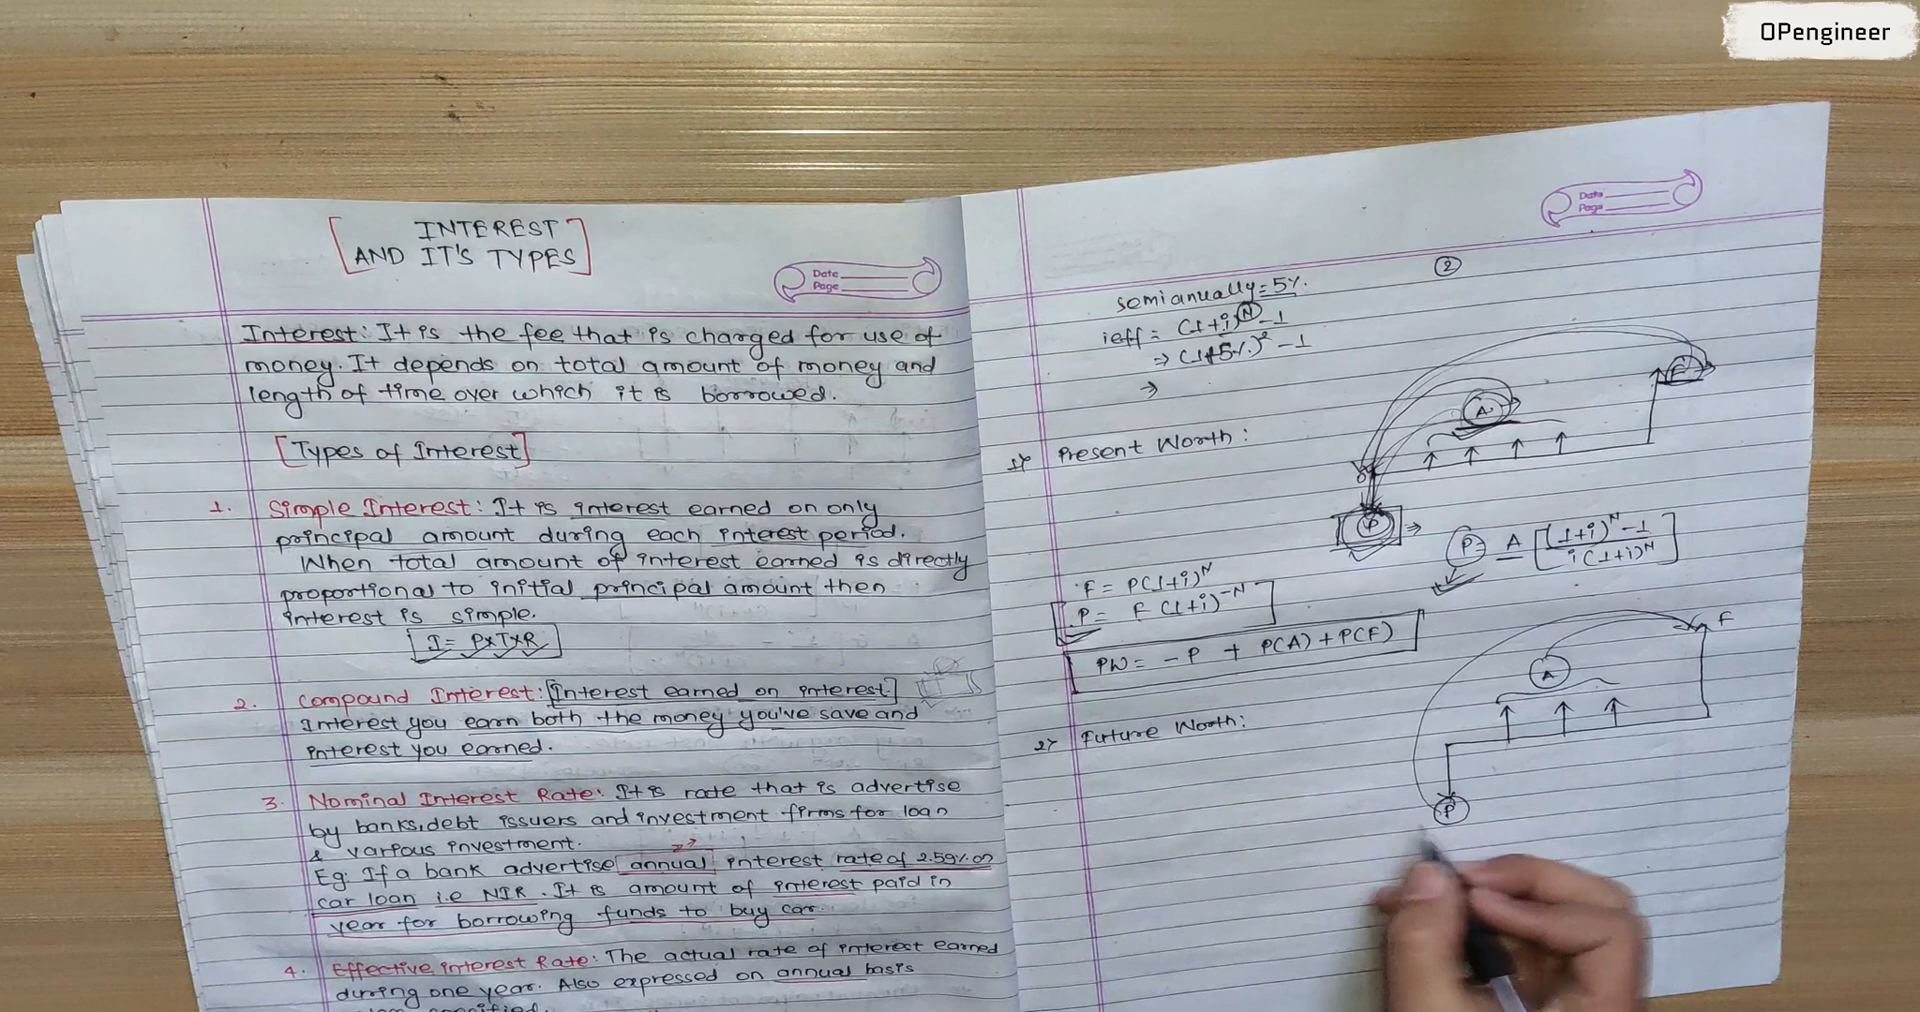 OPengineer
INTEREST
AND IT'S TYPES
Date
Page
Interest: It is the fee that is charged for use of
money. It depends on total amount of money and
length of time over which it is borrowed.
[Types of Interest]
1. Simple Interest: It is interest earned on only
principal amount during each interest period.
When total amount of interest earned is directly
proportional to initial principal amount then
interest is simple.
I = P×T×R
2. Compound Interest: [Interest earned on interest]
Interest you earn both the money you've save and
interest you earned.
3. Nominal Interest Rate: It is rate that is advertise
by banks, debt issuers and investment firms for loan
& various investment.
Eg: If a bank advertise annual interest rate of 2.59% on
car loan i.e NIR. It is amount of interest paid in
year for borrowing funds to buy car.
4. Effective interest Rate: The actual rate of interest earned
during one year. Also expressed on annual basis
Date
Page
2
semianually = 5%.
ieff = (1+i)^N - 1
⇒ (1+5%)² - 1
⇒
1) Present Worth:
A
F
P
P = A [(1+i)^N - 1 / i(1+i)^N]
F = P(1+i)^N
P = F(1+i)^-N
PW = -P + P(A) + P(F)
2) Future Worth:
F
A
P